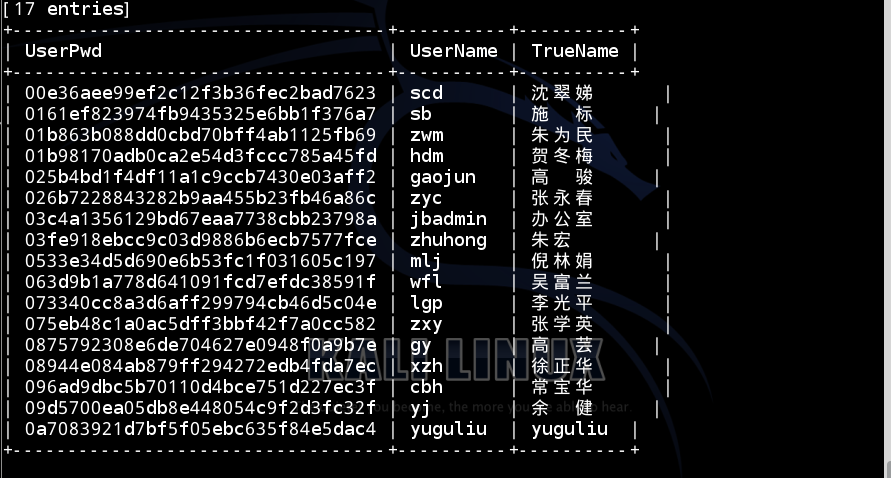 [17 entries]
| UserPwd | UserName | TrueName |
| 00e36aee99ef2c12f3b36fec2bad7623 | scd | 沈翠娣 |
| 0161ef823974fb9435325e6bb1f376a7 | sb | 施 标 |
| 01b863b088dd0cbd70bff4ab1125fb69 | zwm | 朱为民 |
| 01b98170adb0ca2e54d3fccc785a45fd | hdm | 贺冬梅 |
| 025b4bd1f4df11a1c9ccb7430e03aff2 | gaojun | 高 骏 |
| 026b7228843282b9aa455b23fb46a86c | zyc | 张永春 |
| 03c4a1356129bd67eaa7738cbb23798a | jbadmin | 办公室 |
| 03fe918ebcc9c03d9886b6ecb7577fce | zhuhong | 朱宏 |
| 0533e34d5d690e6b53fc1f031605c197 | mlj | 倪林娟 |
| 063d9b1a778d641091fcd7efdc38591f | wfl | 吴富兰 |
| 073340cc8a3d6aff299794cb46d5c04e | lgp | 李光平 |
| 075eb48c1a0ac5dff3bbf42f7a0cc582 | zxy | 张学英 |
| 0875792308e6de704627e0948f0a9b7e | gy | 高 芸 |
| 08944e084ab879ff294272edb4fda7ec | xzh | 徐正华 |
| 096ad9dbc5b70110d4bce751d227ec3f | cbh | 常宝华 |
| 09d5700ea05db8e448054c9f2d3fc32f | yj | 余 健 |
| 0a7083921d7bf5f05ebc635f84e5dac4 | yuguliu | yuguliu |
KALI LINUX
the more you able to hear.